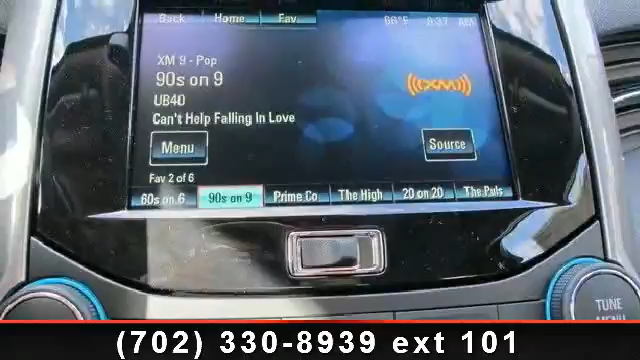 Back Home Fav 66°F 9:37 AM
XM 9 - Pop
90s on 9
((XM))
UB40
Can't Help Falling In Love
Menu
Source
Fav 2 of 6
60s on 6 90s on 9 Prime Co The High 20 on 20 The Puls
TUNE
MENU
(702) 330-8939 ext 101